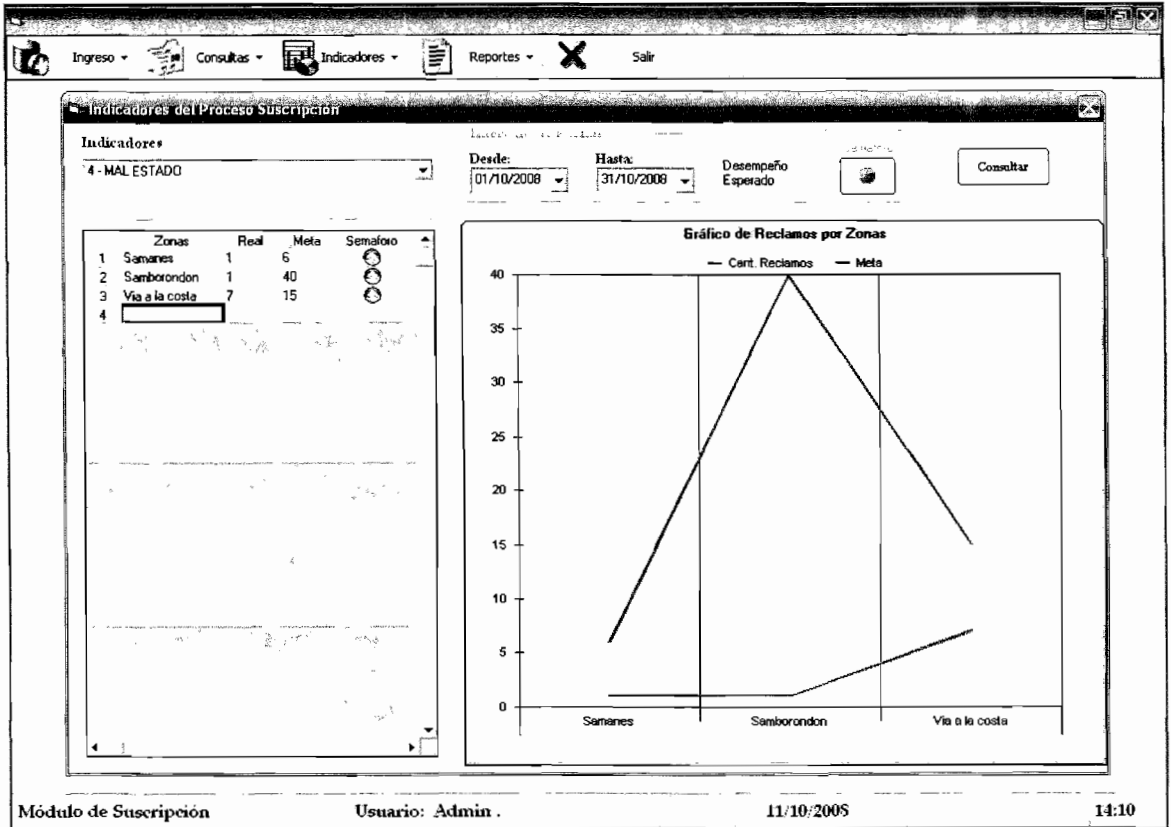 Ingreso Consultas Indicadores Reportes Salir
Indicadores del Proceso Suscripción
Indicadores
4 - MAL ESTADO
Desde: Hasta:
01/10/2008 31/10/2008
Desempeño
Esperado
Consultar
Zonas Real Meta Semaforo
1 Samanes 1 6
2 Samborondon 1 40
3 Via a la costa 7 15
4
Gráfico de Reclamos por Zonas
Cant. Reclamos Meta
40
35
30
25
20
15
10
5
0
Samanes Samborondon Via a la costa
Módulo de Suscripción Usuario: Admin . 11/10/2008 14:10